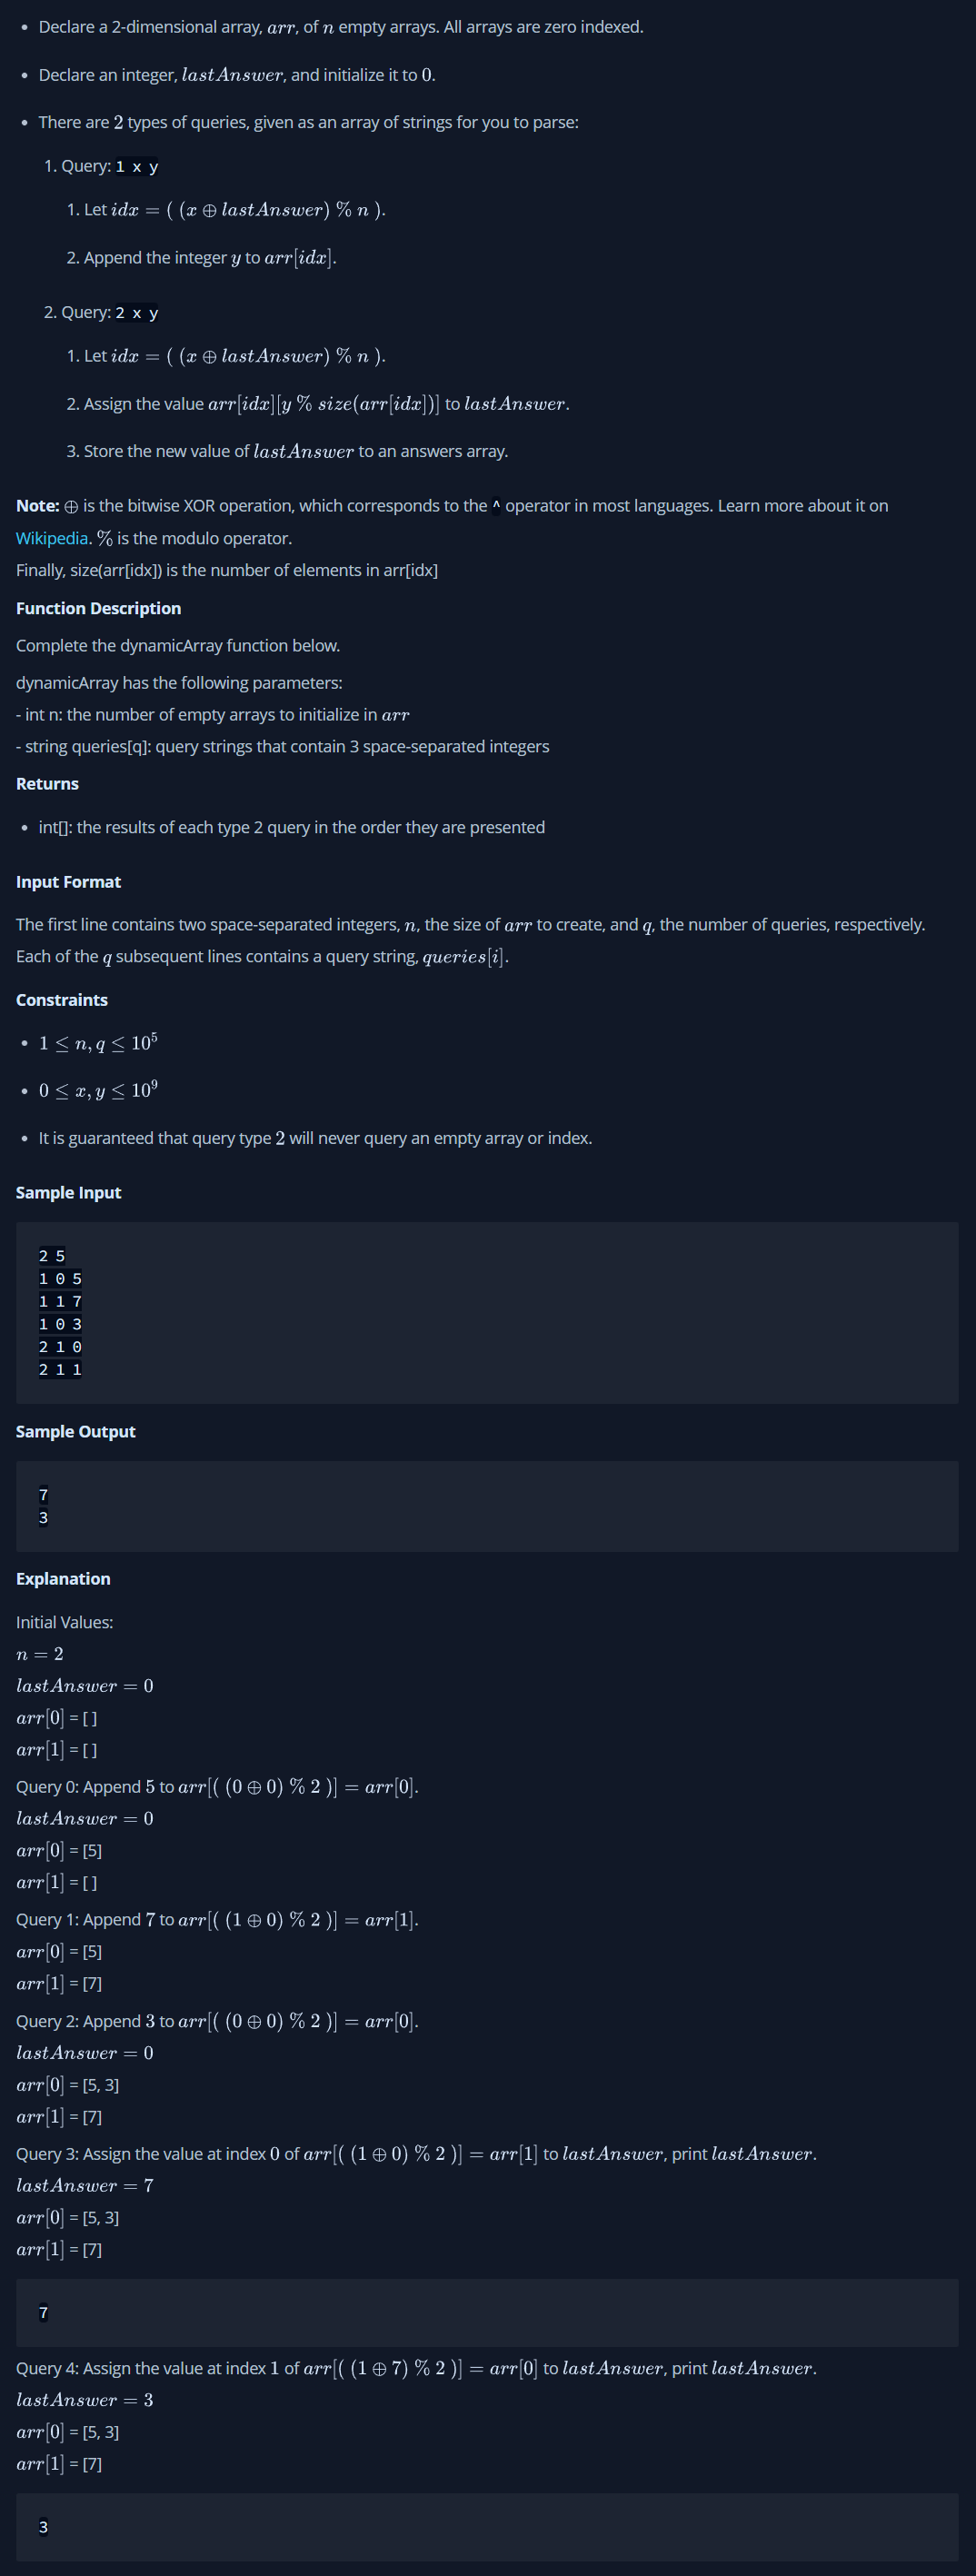 • Declare a 2-dimensional array, arr, of n empty arrays. All arrays are zero indexed.
• Declare an integer, lastAnswer, and initialize it to 0.
• There are 2 types of queries, given as an array of strings for you to parse:
1. Query: 1 x y
1. Let idx = ( (x ⊕ lastAnswer) % n ).
2. Append the integer y to arr[idx].
2. Query: 2 x y
1. Let idx = ( (x ⊕ lastAnswer) % n ).
2. Assign the value arr[idx][y % size(arr[idx])] to lastAnswer.
3. Store the new value of lastAnswer to an answers array.
Note: ⊕ is the bitwise XOR operation, which corresponds to the ^ operator in most languages. Learn more about it on
Wikipedia. % is the modulo operator.
Finally, size(arr[idx]) is the number of elements in arr[idx]
Function Description
Complete the dynamicArray function below.
dynamicArray has the following parameters:
- int n: the number of empty arrays to initialize in arr
- string queries[q]: query strings that contain 3 space-separated integers
Returns
• int[]: the results of each type 2 query in the order they are presented
Input Format
The first line contains two space-separated integers, n, the size of arr to create, and q, the number of queries, respectively.
Each of the q subsequent lines contains a query string, queries[i].
Constraints
• 1 ≤ n, q ≤ 10⁵
• 0 ≤ x, y ≤ 10⁹
• It is guaranteed that query type 2 will never query an empty array or index.
Sample Input
2 5
1 0 5
1 1 7
1 0 3
2 1 0
2 1 1
Sample Output
7
3
Explanation
Initial Values:
n = 2
lastAnswer = 0
arr[0] = [ ]
arr[1] = [ ]
Query 0: Append 5 to arr[( (0 ⊕ 0) % 2 )] = arr[0].
lastAnswer = 0
arr[0] = [5]
arr[1] = [ ]
Query 1: Append 7 to arr[( (1 ⊕ 0) % 2 )] = arr[1].
arr[0] = [5]
arr[1] = [7]
Query 2: Append 3 to arr[( (0 ⊕ 0) % 2 )] = arr[0].
lastAnswer = 0
arr[0] = [5, 3]
arr[1] = [7]
Query 3: Assign the value at index 0 of arr[( (1 ⊕ 0) % 2 )] = arr[1] to lastAnswer, print lastAnswer.
lastAnswer = 7
arr[0] = [5, 3]
arr[1] = [7]
7
Query 4: Assign the value at index 1 of arr[( (1 ⊕ 7) % 2 )] = arr[0] to lastAnswer, print lastAnswer.
lastAnswer = 3
arr[0] = [5, 3]
arr[1] = [7]
3